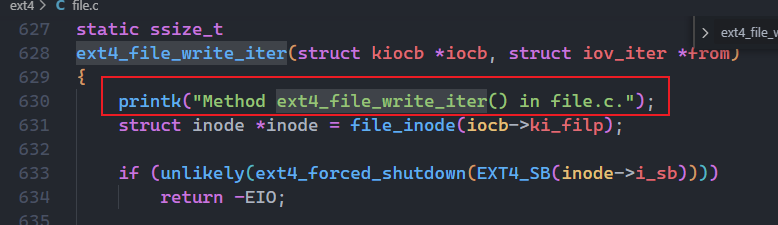 ext4 > C file.c
627 static ssize_t
628 ext4_file_write_iter(struct kiocb *iocb, struct iov_iter *from)
> ext4_file_w
629 {
630 printk("Method ext4_file_write_iter() in file.c.");
631 struct inode *inode = file_inode(iocb->ki_filp);
632
633 if (unlikely(ext4_forced_shutdown(EXT4_SB(inode->i_sb))))
634 return -EIO;
635